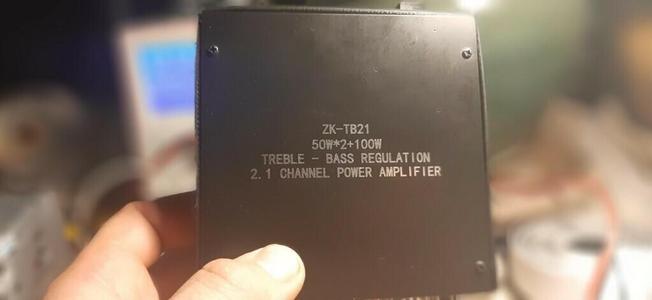 ZK-TB21
50W*2+100W
TREBLE - BASS REGULATION
2.1 CHANNEL POWER AMPLIFIER